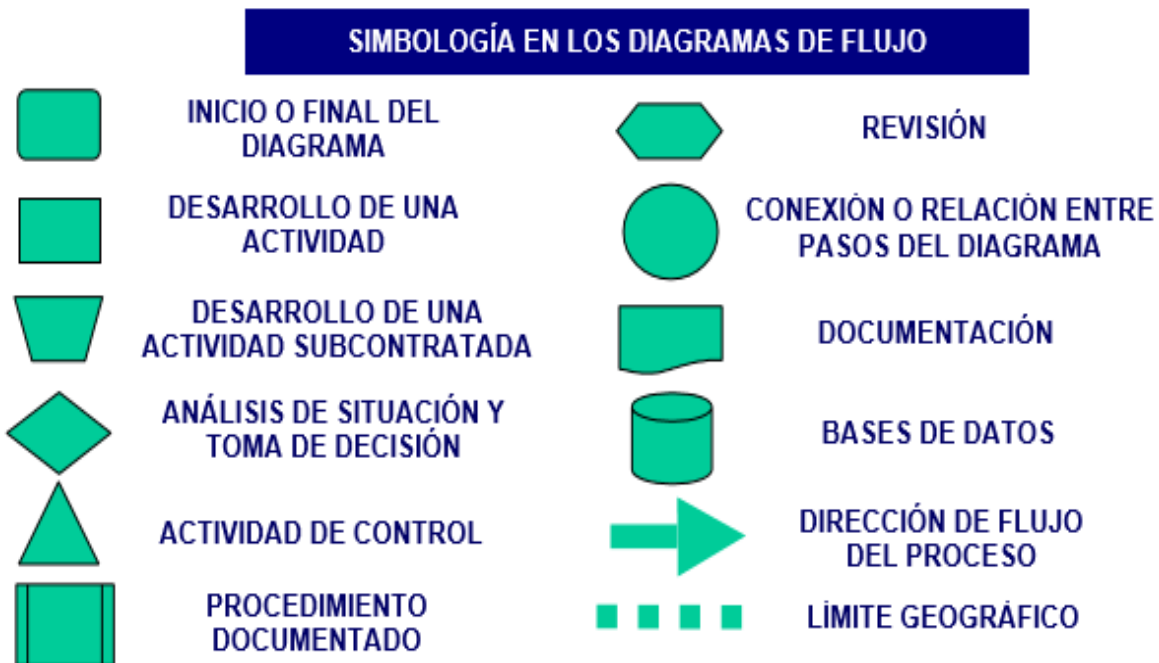 SIMBOLOGÍA EN LOS DIAGRAMAS DE FLUJO
INICIO O FINAL DEL
DIAGRAMA
DESARROLLO DE UNA
ACTIVIDAD
DESARROLLO DE UNA
ACTIVIDAD SUBCONTRATADA
ANÁLISIS DE SITUACIÓN Y
TOMA DE DECISIÓN
ACTIVIDAD DE CONTROL
PROCEDIMIENTO
DOCUMENTADO
REVISIÓN
CONEXIÓN O RELACIÓN ENTRE
PASOS DEL DIAGRAMA
DOCUMENTACIÓN
BASES DE DATOS
DIRECCIÓN DE FLUJO
DEL PROCESO
LÍMITE GEOGRÁFICO